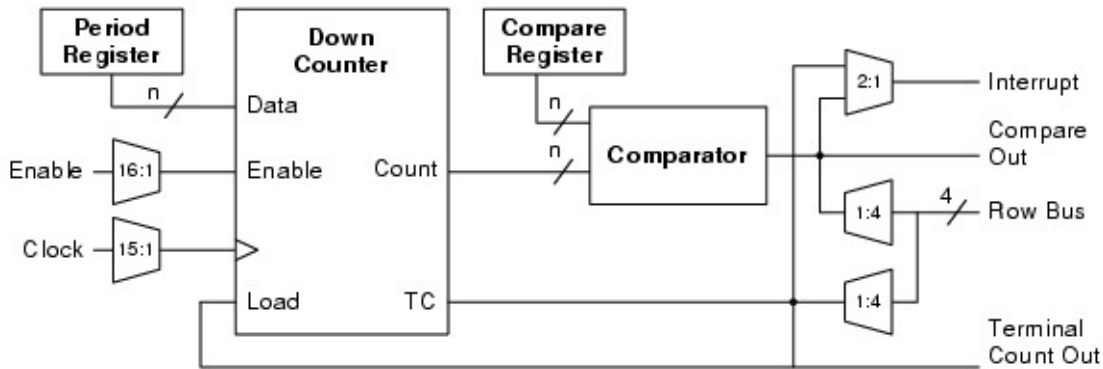 Period
Register
Down
Counter
Compare
Register
n
Data
n
n
2:1
Interrupt
Compare
Out
Enable
16:1
Enable
Count
Comparator
1:4
4
Row Bus
Clock
15:1
Load
TC
1:4
Terminal
Count Out